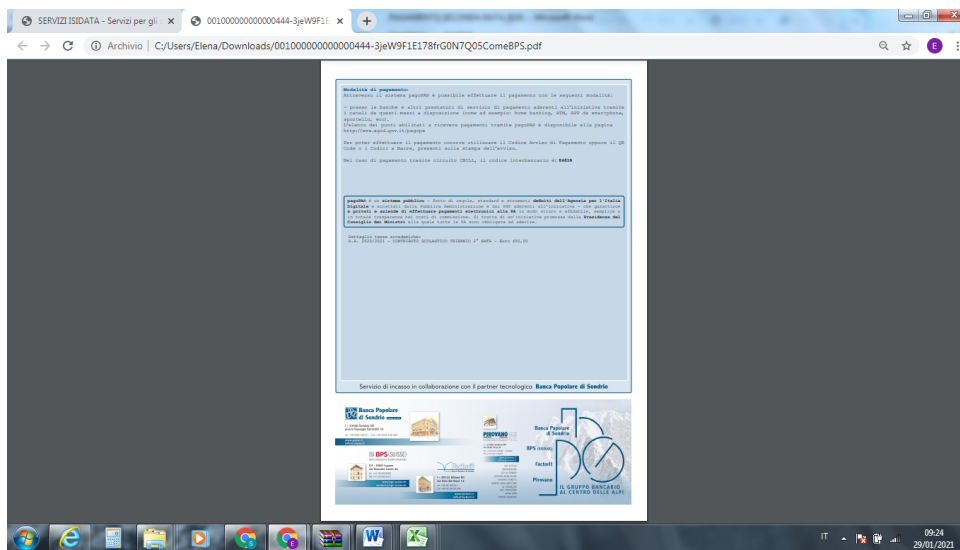 SERVIZI ISIDATA - Servizi per gli
001000000000000444-3jeW9F1E
Archivio | C:/Users/Elena/Downloads/001000000000000444-3jeW9F1E178frG0N7Q05ComeBPS.pdf
E
Modalità di pagamento:
Attraverso il sistema pagoPA® è possibile effettuare il pagamento con le seguenti modalità:
- presso le banche e altri prestatori di servizio di pagamento aderenti all'iniziativa tramite
i canali da questi messi a disposizione (come ad esempio: home banking, ATM, APP da smartphone,
sportello, ecc).
L'elenco dei punti abilitati a ricevere pagamenti tramite pagoPA® è disponibile alla pagina
http://www.agid.gov.it/pagopa
Per poter effettuare il pagamento occorre utilizzare il Codice Avviso di Pagamento oppure il QR
Code o i Codici a Barre, presenti sulla stampa dell'avviso.
Nel caso di pagamento tramite circuito CBILL, il codice interbancario è:
pagoPA® è un sistema pubblico - fatto di regole, standard e strumenti definiti dall'Agenzia per l'Italia
Digitale e accettati dalla Pubblica Amministrazione e dai PSP aderenti all'iniziativa - che garantisce
a privati e aziende di effettuare pagamenti elettronici alla PA in modo sicuro e affidabile, semplice e
in totale trasparenza nei costi di commissione. Si tratta di un'iniziativa promossa dalla Presidenza del
Consiglio dei Ministri alla quale tutte le PA sono obbligate ad aderire.
Dettaglio tasse accademiche:
A.A. 2020/2021 - CONTRIBUTO SCOLASTICO TRIENNIO 2° RATA - Euro
Servizio di incasso in collaborazione con il partner tecnologico Banca Popolare di Sondrio
Banca Popolare
di Sondrio
PIROVANO
BPS (SUISSE)
Factorit
Banca Popolare
di Sondrio
BPS (SUISSE)
Factorit
Pirovano
IL GRUPPO BANCARIO
AL CENTRO DELLE ALPI
IT
09:24
29/01/2021